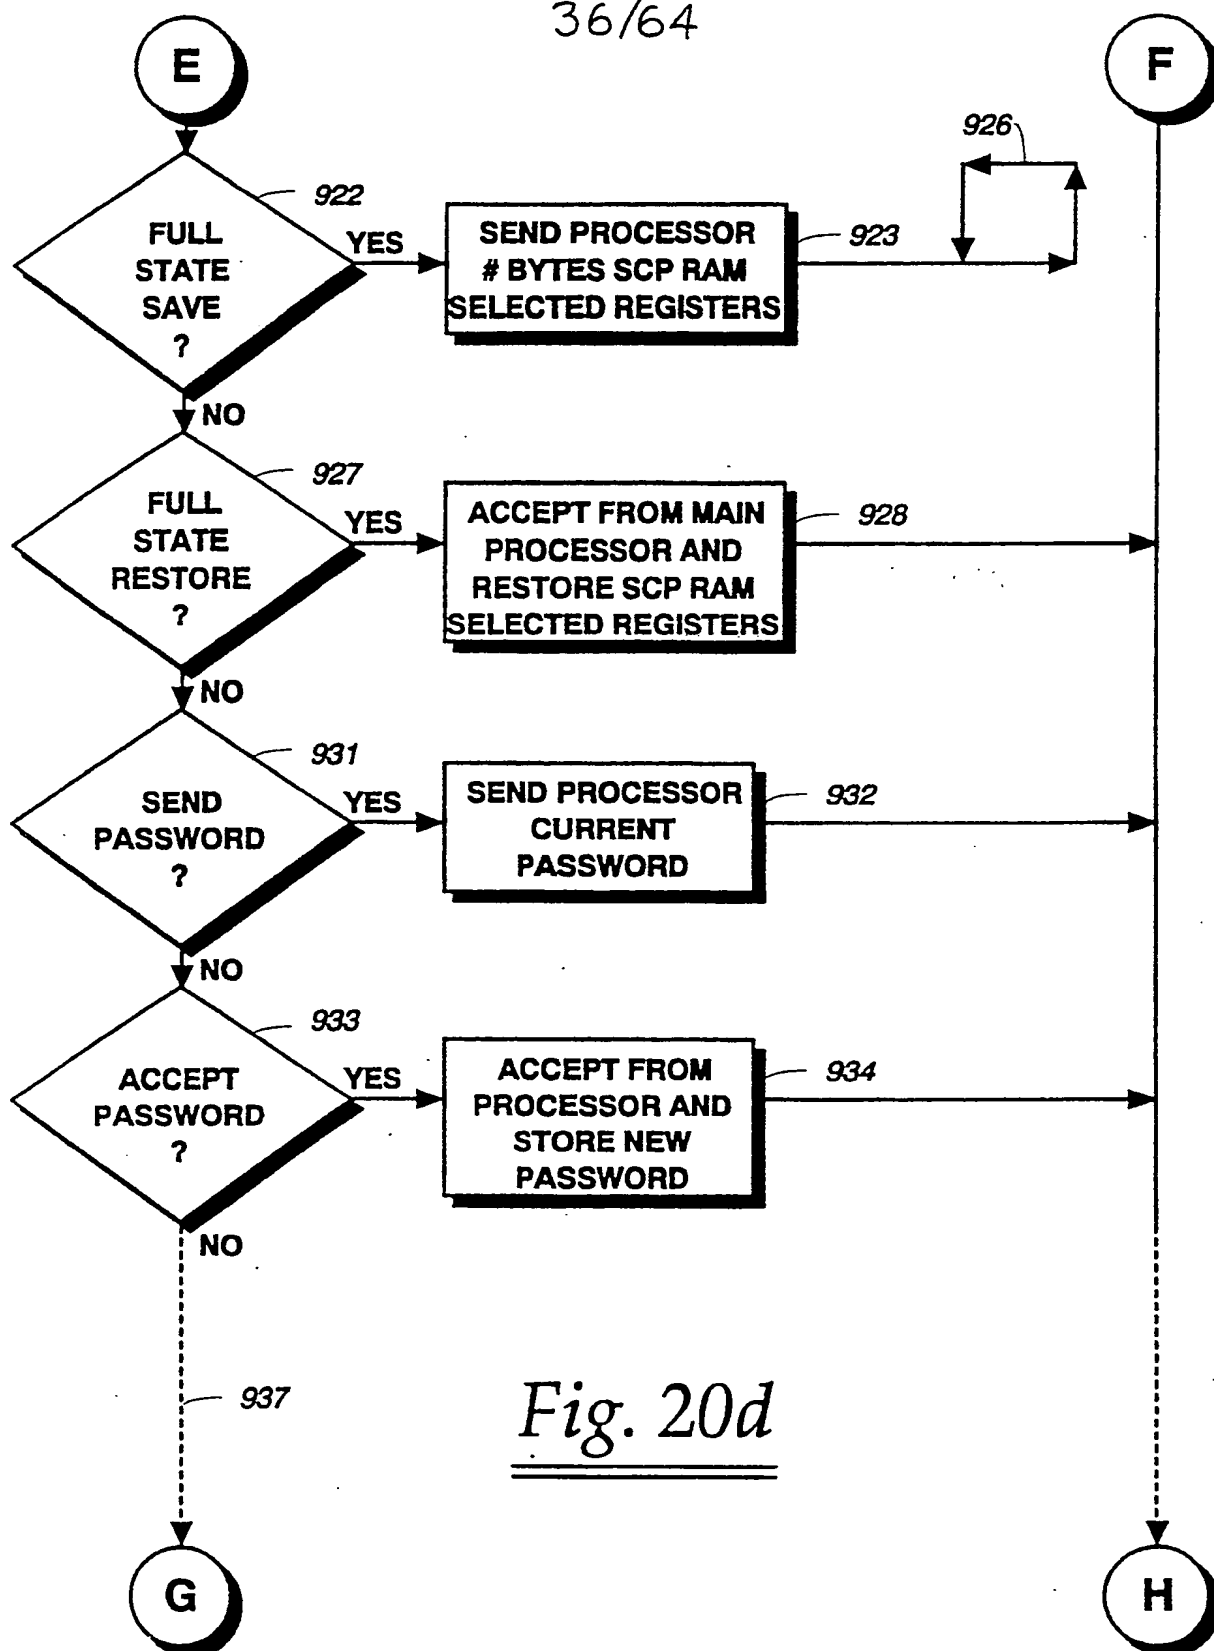 36/64
E
F
926
922
FULL
STATE
SAVE
?
YES
SEND PROCESSOR
# BYTES SCP RAM
SELECTED REGISTERS
923
NO
927
FULL
STATE
RESTORE
?
YES
ACCEPT FROM MAIN
PROCESSOR AND
RESTORE SCP RAM
SELECTED REGISTERS
928
NO
931
SEND
PASSWORD
?
YES
SEND PROCESSOR
CURRENT
PASSWORD
932
NO
933
ACCEPT
PASSWORD
?
YES
ACCEPT FROM
PROCESSOR AND
STORE NEW
PASSWORD
934
NO
937
Fig. 20d
G
H